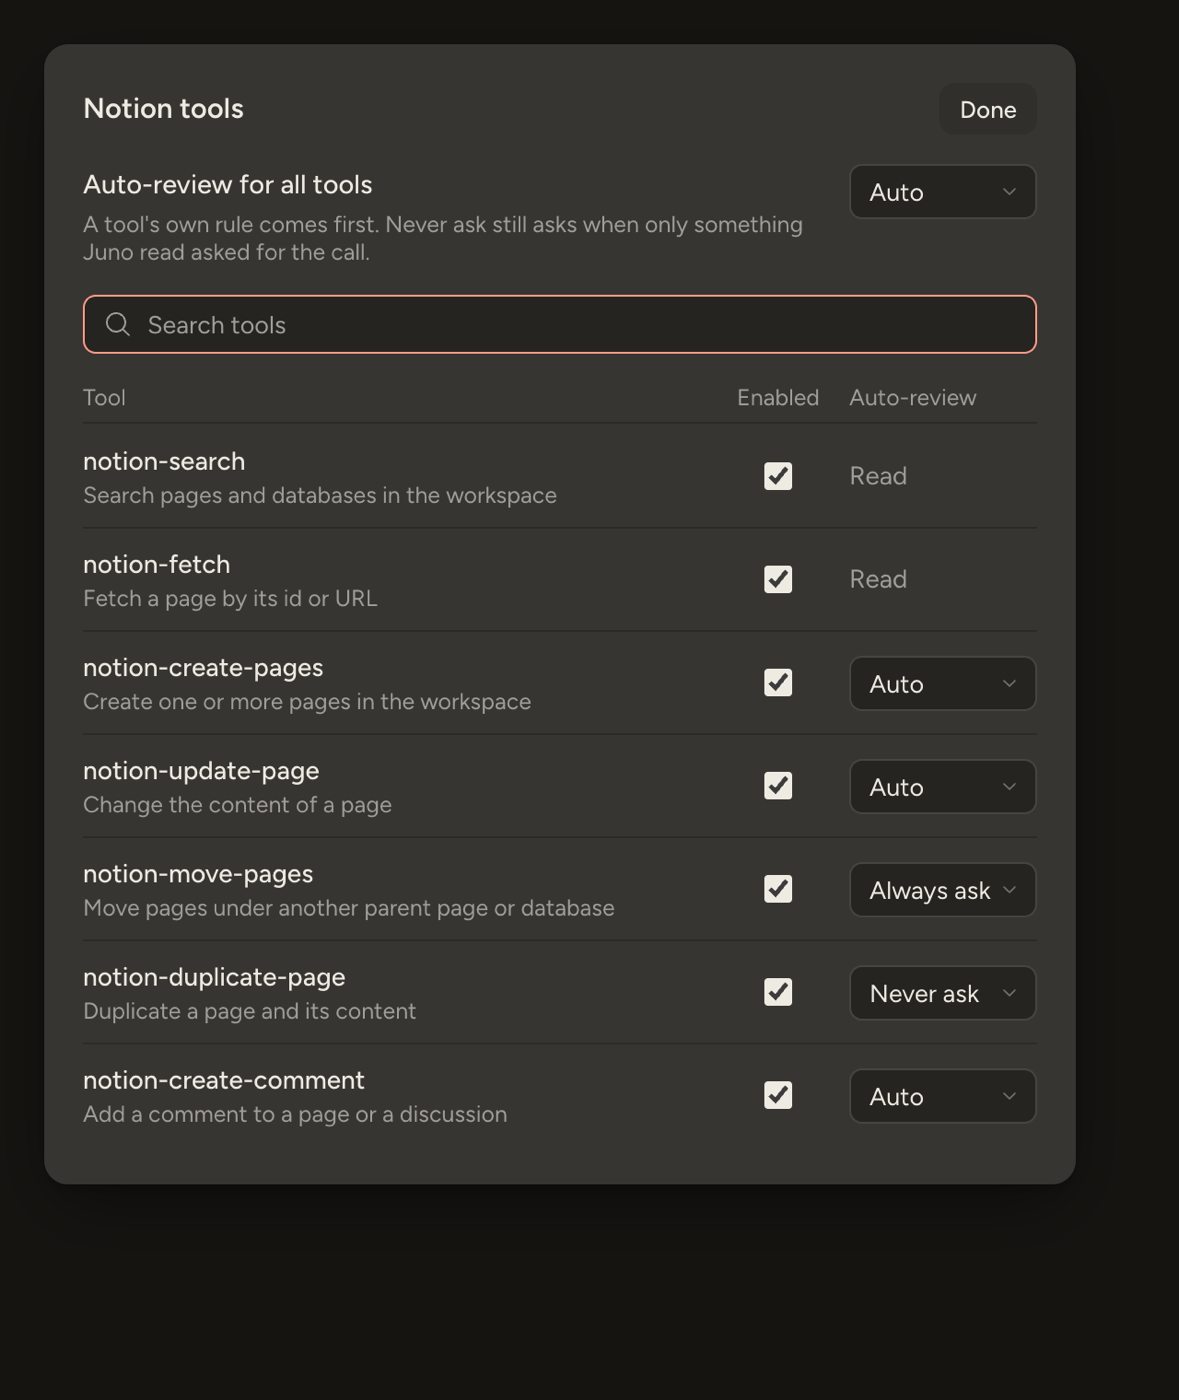 Notion tools
Done
Auto-review for all tools
Auto
A tool's own rule comes first. Never ask still asks when only something
Juno read asked for the call.
Search tools
Tool Enabled Auto-review
notion-search
Search pages and databases in the workspace
Read
notion-fetch
Fetch a page by its id or URL
Read
notion-create-pages
Create one or more pages in the workspace
Auto
notion-update-page
Change the content of a page
Auto
notion-move-pages
Move pages under another parent page or database
Always ask
notion-duplicate-page
Duplicate a page and its content
Never ask
notion-create-comment
Add a comment to a page or a discussion
Auto